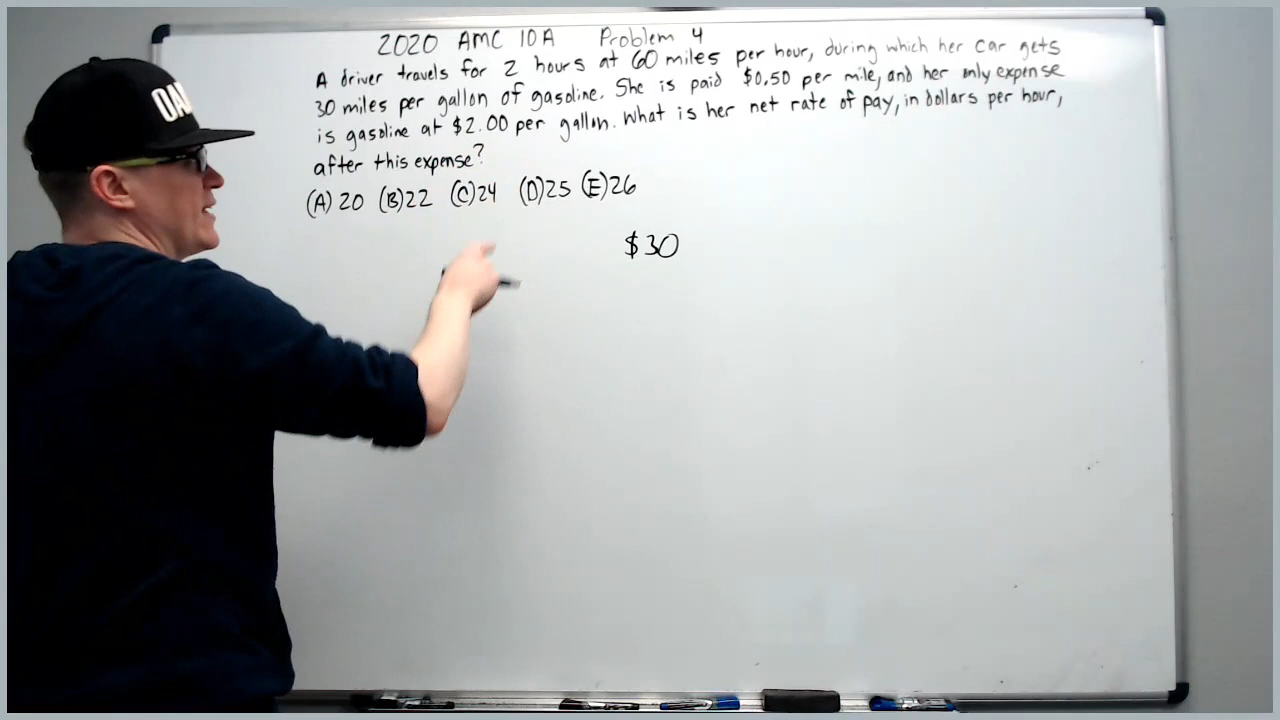 2020 AMC 10A Problem 4
A driver travels for 2 hours at 60 miles per hour, during which her car gets
30 miles per gallon of gasoline. She is paid $0.50 per mile, and her only expense
is gasoline at $2.00 per gallon. What is her net rate of pay, in dollars per hour,
after this expense?
(A) 20 (B) 22 (C) 24 (D) 25 (E) 26
$30